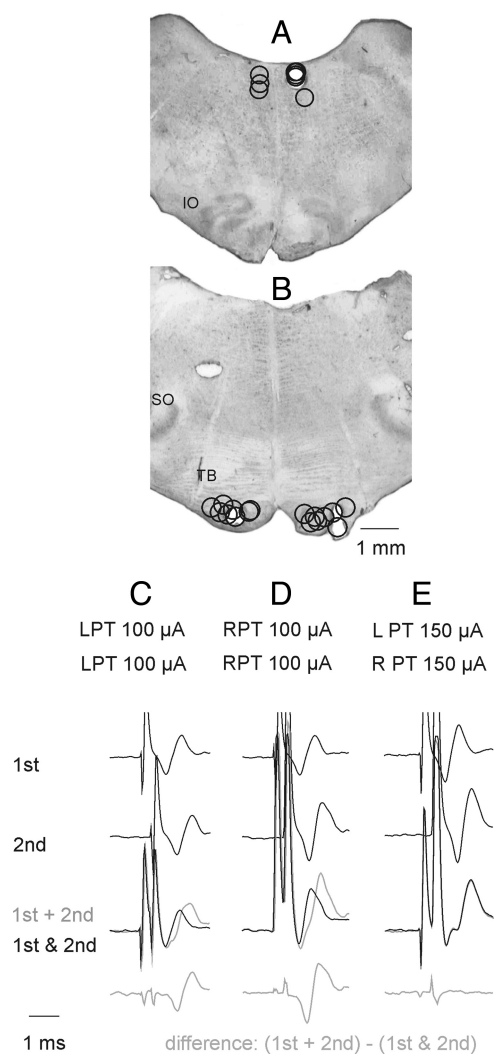 A
IO
B
SO
TB
1 mm
C D E
LPT 100 µA RPT 100 µA L PT 150 µA
LPT 100 µA RPT 100 µA R PT 150 µA
1st
2nd
1st + 2nd
1st & 2nd
1 ms
difference: (1st + 2nd) - (1st & 2nd)